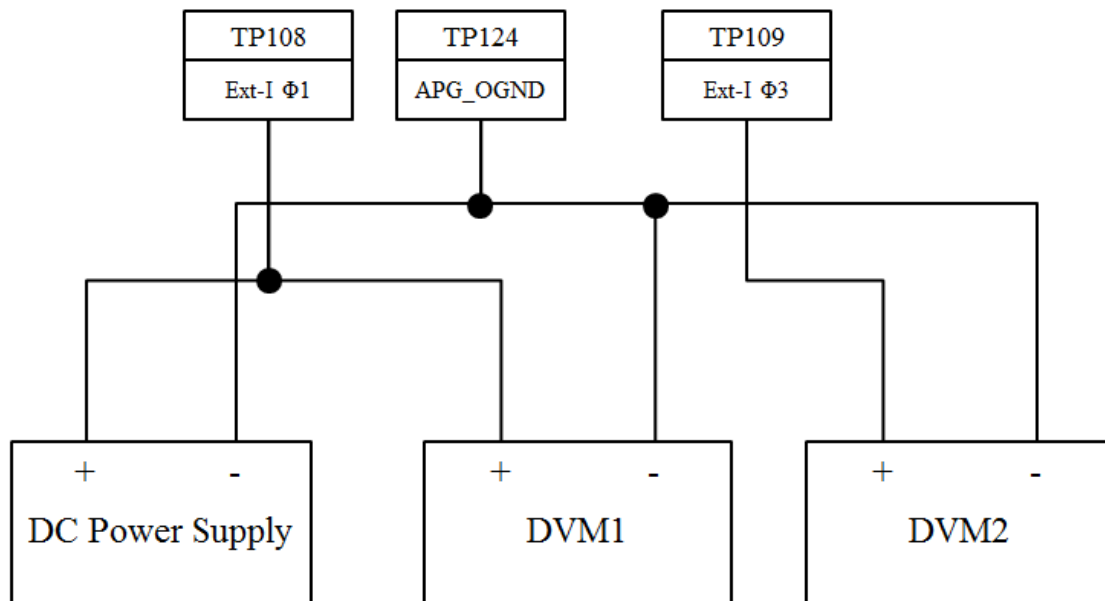 TP108
Ext-I Φ1
TP124
APG_OGND
TP109
Ext-I Φ3
+ -
DC Power Supply
+ -
DVM1
+ -
DVM2